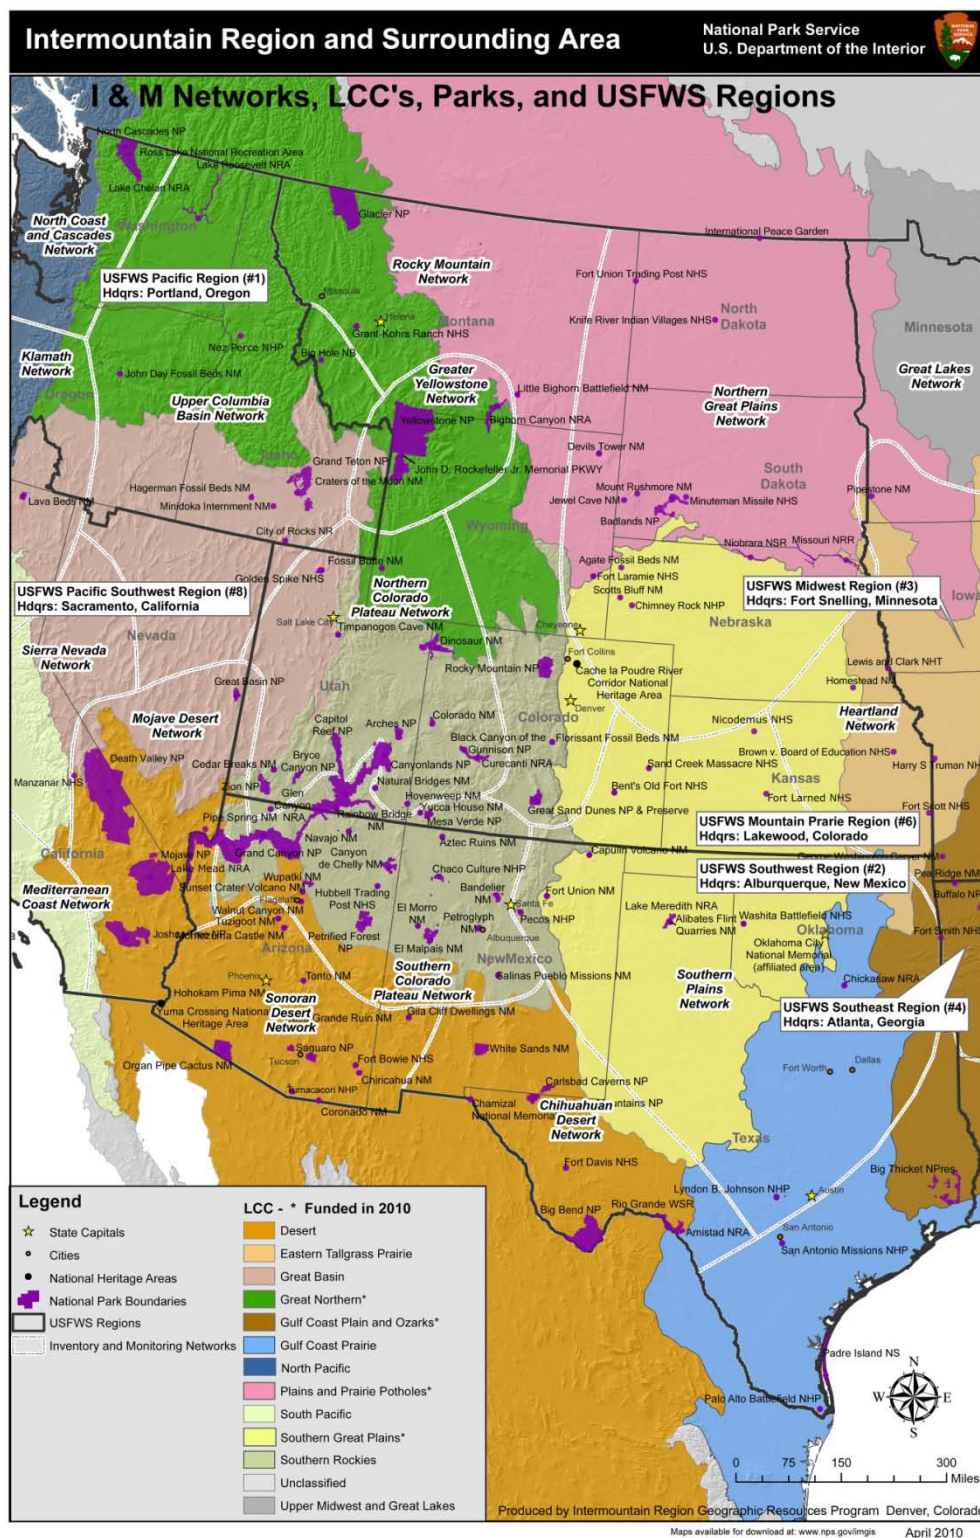 Intermountain Region and Surrounding Area
National Park Service
U.S. Department of the Interior
I & M Networks, LCC's, Parks, and USFWS Regions
North Cascades NP
Ross Lake National Recreation Area
Lake Roosevelt NRA
Lake Chelan NRA
Washington
Glacier NP
North Coast
and Cascades
Network
International Peace Garden
Rocky Mountain
Network
USFWS Pacific Region (#1)
Hdqrs: Portland, Oregon
Fort Union Trading Post NHS
Missoula
Helena
Montana
North
Dakota
Knife River Indian Villages NHS
Grant-Kohrs Ranch NHS
Minnesota
Nez Perce NHP
Big Hole NB
Klamath
Network
Greater
Yellowstone
Network
Great Lakes
Network
John Day Fossil Beds NM
Little Bighorn Battlefield NM
Oregon
Upper Columbia
Basin Network
Yellowstone NP
Bighorn Canyon NRA
Northern
Great Plains
Network
Idaho
Grand Teton NP
Devils Tower NM
John D. Rockefeller Jr. Memorial PKWY
South
Dakota
Craters of the Moon NM
Hagerman Fossil Beds NM
Mount Rushmore NM
Lava Beds NM
Minidoka Internment NM
Jewel Cave NM
Minuteman Missile NHS
Pipestone NM
Wyoming
Badlands NP
City of Rocks NR
Niobrara NSR
Missouri NRR
Fossil Butte NM
Agate Fossil Beds NM
Golden Spike NHS
Fort Laramie NHS
USFWS Pacific Southwest Region (#8)
Hdqrs: Sacramento, California
Northern
Colorado
Plateau Network
Scotts Bluff NM
Chimney Rock NHP
USFWS Midwest Region (#3)
Hdqrs: Fort Snelling, Minnesota
Iowa
Salt Lake City
Timpanogos Cave NM
Cheyenne
Nebraska
Nevada
Sierra Nevada
Network
Dinosaur NM
Fort Collins
Rocky Mountain NP
Cache la Poudre River
Corridor National
Heritage Area
Lewis and Clark NHT
Homestead NM
Great Basin NP
Utah
Denver
Mojave Desert
Network
Capitol
Reef NP
Arches NP
Colorado NM
Colorado
Nicodemus NHS
Heartland
Network
Black Canyon of the
Gunnison NP
Florissant Fossil Beds NM
Death Valley NP
Bryce
Canyon NP
Canyonlands NP
Curecanti NRA
Brown v. Board of Education NHS
Cedar Breaks NM
Manzanar NHS
Sand Creek Massacre NHS
Harry S Truman NH
Zion NP
Glen
Canyon
NRA
Natural Bridges NM
Kansas
Hovenweep NM
Bent's Old Fort NHS
Fort Larned NHS
Yucca House NM
Great Sand Dunes NP & Preserve
Fort Scott NHS
Pipe Spring NM
Rainbow Bridge
NM
Mesa Verde NP
USFWS Mountain Prarie Region (#6)
Hdqrs: Lakewood, Colorado
Navajo NM
Aztec Ruins NM
California
Mojave NP
Grand Canyon NP
Canyon
de Chelly NM
Capulin Volcano NM
George Washington Carver NM
Lake Mead NRA
Chaco Culture NHP
USFWS Southwest Region (#2)
Hdqrs: Alburquerque, New Mexico
Pea Ridge NM
Wupatki NM
Mediterranean
Coast Network
Sunset Crater Volcano NM
Hubbell Trading
Post NHS
Bandelier
NM
Fort Union NM
Buffalo NR
Flagstaff
Santa Fe
Lake Meredith NRA
Walnut Canyon NM
El Morro
NM
Petroglyph
NM
Pecos NHP
Alibates Flint
Quarries NM
Washita Battlefield NHS
Tuzigoot NM
Oklahoma
Fort Smith NHS
Montezuma Castle NM
Petrified Forest
NP
Albuquerque
Oklahoma City
National Memorial
(affiliated area)
Arizona
El Malpais NM
NewMexico
Phoenix
Tonto NM
Southern
Colorado
Plateau Network
Salinas Pueblo Missions NM
Southern
Plains
Network
Chickasaw NRA
Hohokam Pima NM
Sonoran
Desert
Network
Yuma Crossing National
Heritage Area
Gila Cliff Dwellings NM
USFWS Southeast Region (#4)
Hdqrs: Atlanta, Georgia
Grande Ruin NM
Saguaro NP
White Sands NM
Organ Pipe Cactus NM
Tucson
Fort Bowie NHS
Fort Worth
Dallas
Chiricahua NM
Carlsbad Caverns NP
Tumacacori NHP
Coronado NM
Chamizal
National Memorial
Chihuahuan
Desert
Network
Texas
Fort Davis NHS
Big Thicket NPres
Lyndon B. Johnson NHP
Austin
Big Bend NP
Rio Grande WSR
Amistad NRA
San Antonio
San Antonio Missions NHP
Padre Island NS
Palo Alto Battlefield NHP
Legend
State Capitals
Cities
National Heritage Areas
National Park Boundaries
USFWS Regions
Inventory and Monitoring Networks
LCC - * Funded in 2010
Desert
Eastern Tallgrass Prairie
Great Basin
Great Northern*
Gulf Coast Plain and Ozarks*
Gulf Coast Prairie
North Pacific
Plains and Prairie Potholes*
South Pacific
Southern Great Plains*
Southern Rockies
Unclassified
Upper Midwest and Great Lakes
N
W
E
S
0 75 150 300
Miles
Produced by Intermountain Region Geographic Resources Program Denver, Colorado
Maps available for download at: www.nps.gov/imgis
April 2010